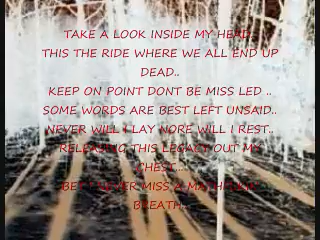 TAKE A LOOK INSIDE MY HEAD..
THIS THE RIDE WHERE WE ALL END UP
DEAD..
KEEP ON POINT DONT BE MISS LED ..
SOME WORDS ARE BEST LEFT UNSAID..
NEVER WILL I LAY NORE WILL I REST..
RELEASING THIS LEGACY OUT MY
CHEST...
NEVER MISS A
BREATH..